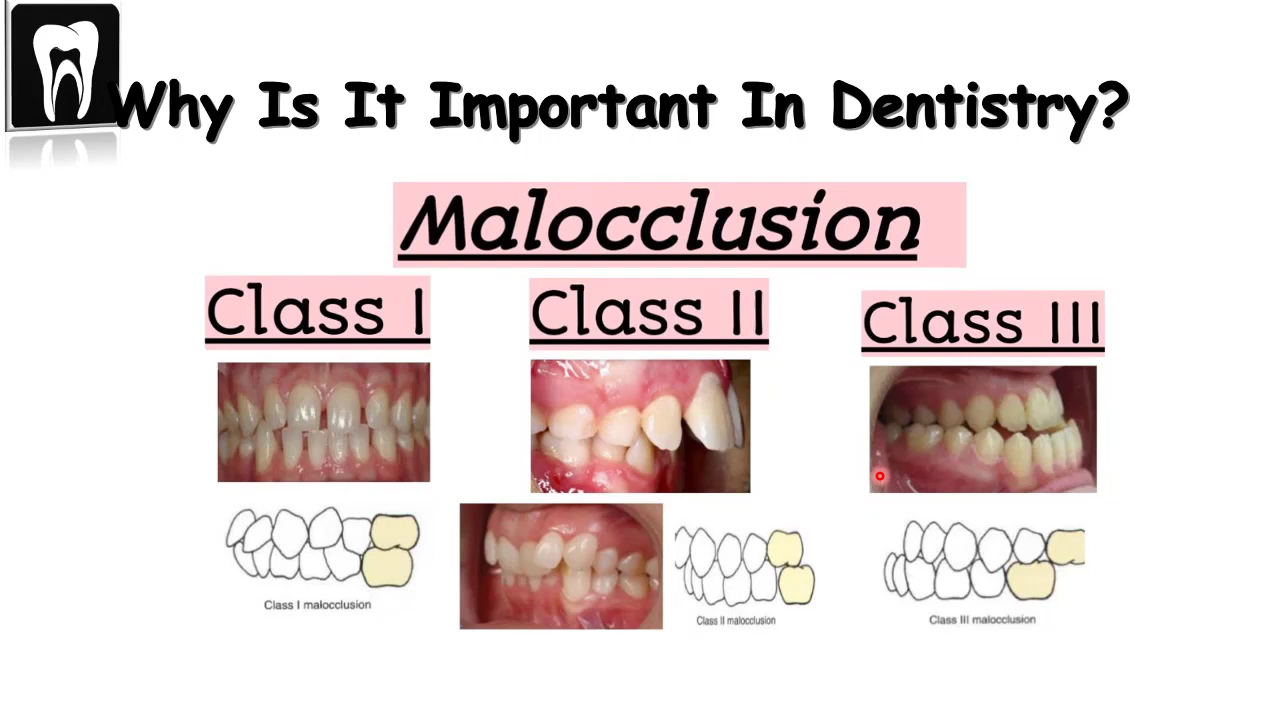 Why Is It Important In Dentistry?
Malocclusion
Class I
Class II
Class III
Class I malocclusion
Class II malocclusion
Class III malocclusion